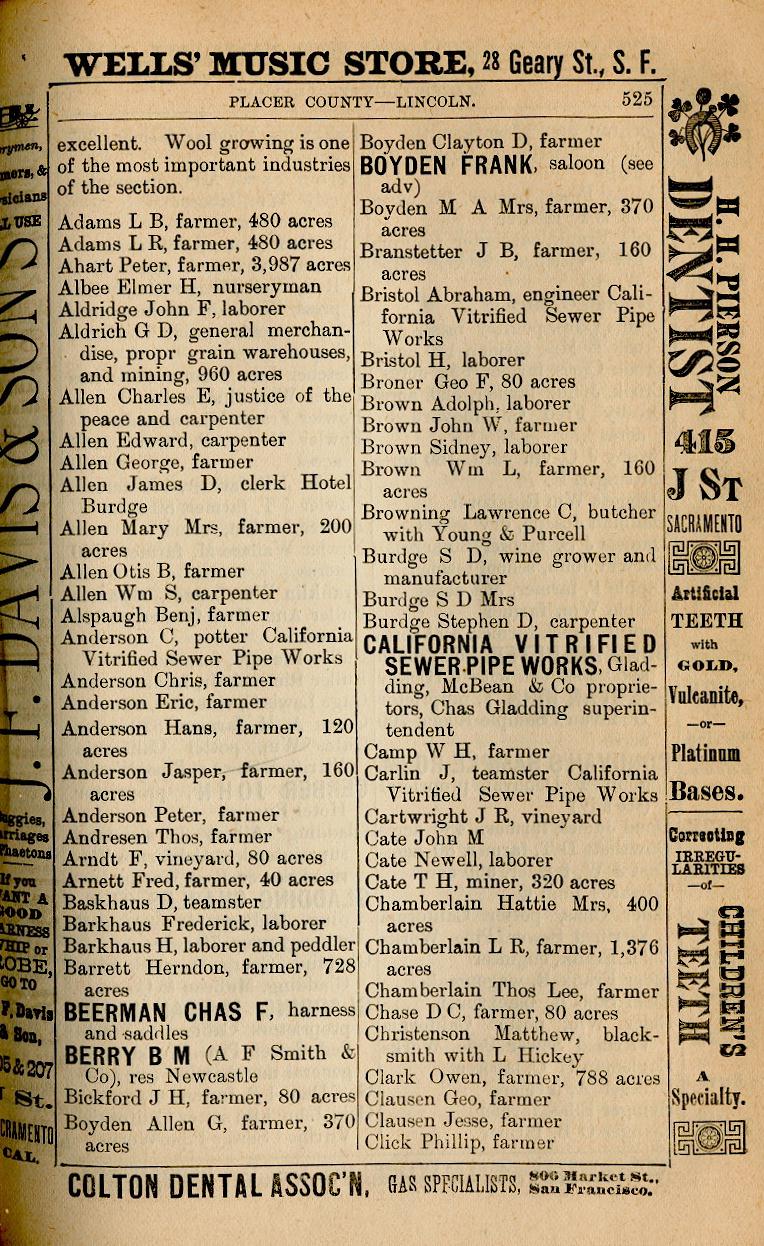 WELLS' MUSIC STORE, 28 Geary St., S. F.
PLACER COUNTY—LINCOLN. 525
excellent. Wool growing is one
of the most important industries
of the section.
Adams L B, farmer, 480 acres
Adams L R, farmer, 480 acres
Ahart Peter, farmer, 3,987 acres
Albee Elmer H, nurseryman
Aldridge John F, laborer
Aldrich G D, general merchan-
dise, propr grain warehouses,
and mining, 960 acres
Allen Charles E, justice of the
peace and carpenter
Allen Edward, carpenter
Allen George, farmer
Allen James D, clerk Hotel
Burdge
Allen Mary Mrs, farmer, 200
acres
Allen Otis B, farmer
Allen Wm S, carpenter
Alspaugh Benj, farmer
Anderson C, potter California
Vitrified Sewer Pipe Works
Anderson Chris, farmer
Anderson Eric, farmer
Anderson Hans, farmer, 120
acres
Anderson Jasper, farmer, 160
acres
Anderson Peter, farmer
Andresen Thos, farmer
Arndt F, vineyard, 80 acres
Arnett Fred, farmer, 40 acres
Baskhaus D, teamster
Barkhaus Frederick, laborer
Barkhaus H, laborer and peddler
Barrett Herndon, farmer, 728
acres
BEERMAN CHAS F, harness
and saddles
BERRY B M (A F Smith &
Co), res Newcastle
Bickford J H, farmer, 80 acres
Boyden Allen G, farmer, 370
acres
Boyden Clayton D, farmer
BOYDEN FRANK, saloon (see
adv)
Boyden M A Mrs, farmer, 370
acres
Branstetter J B, farmer, 160
acres
Bristol Abraham, engineer Cali-
fornia Vitrified Sewer Pipe
Works
Bristol H, laborer
Broner Geo F, 80 acres
Brown Adolph, laborer
Brown John W, farmer
Brown Sidney, laborer
Brown Wm L, farmer, 160
acres
Browning Lawrence C, butcher
with Young & Purcell
Burdge S D, wine grower and
manufacturer
Burdge S D Mrs
Burdge Stephen D, carpenter
CALIFORNIA VITRIFIED
SEWER PIPE WORKS, Glad-
ding, McBean & Co proprie-
tors, Chas Gladding superin-
tendent
Camp W H, farmer
Carlin J, teamster California
Vitrified Sewer Pipe Works
Cartwright J R, vineyard
Cate John M
Cate Newell, laborer
Cate T H, miner, 320 acres
Chamberlain Hattie Mrs, 400
acres
Chamberlain L R, farmer, 1,376
acres
Chamberlain Thos Lee, farmer
Chase D C, farmer, 80 acres
Christenson Matthew, black-
smith with L Hickey
Clark Owen, farmer, 788 acres
Clausen Geo, farmer
Clausen Jesse, farmer
Click Phillip, farmer
H. H. PIERSON
DENTIST
415
J ST
SACRAMENTO
Artificial
TEETH
with
GOLD,
Vulcanite,
—or—
Platinum
Bases.
Correcting
IRREGU-
LARITIES
—of—
CHILDREN'S
TEETH
A
Specialty.
L USE
J. F. DAVIS & SON'S
If you
GOOD
or
GO TO
F. Davis
& Son,
& 207
St.
CAL.
COLTON DENTAL ASSOC'N, GAS SPECIALISTS, 806 Market St.,
San Francisco.